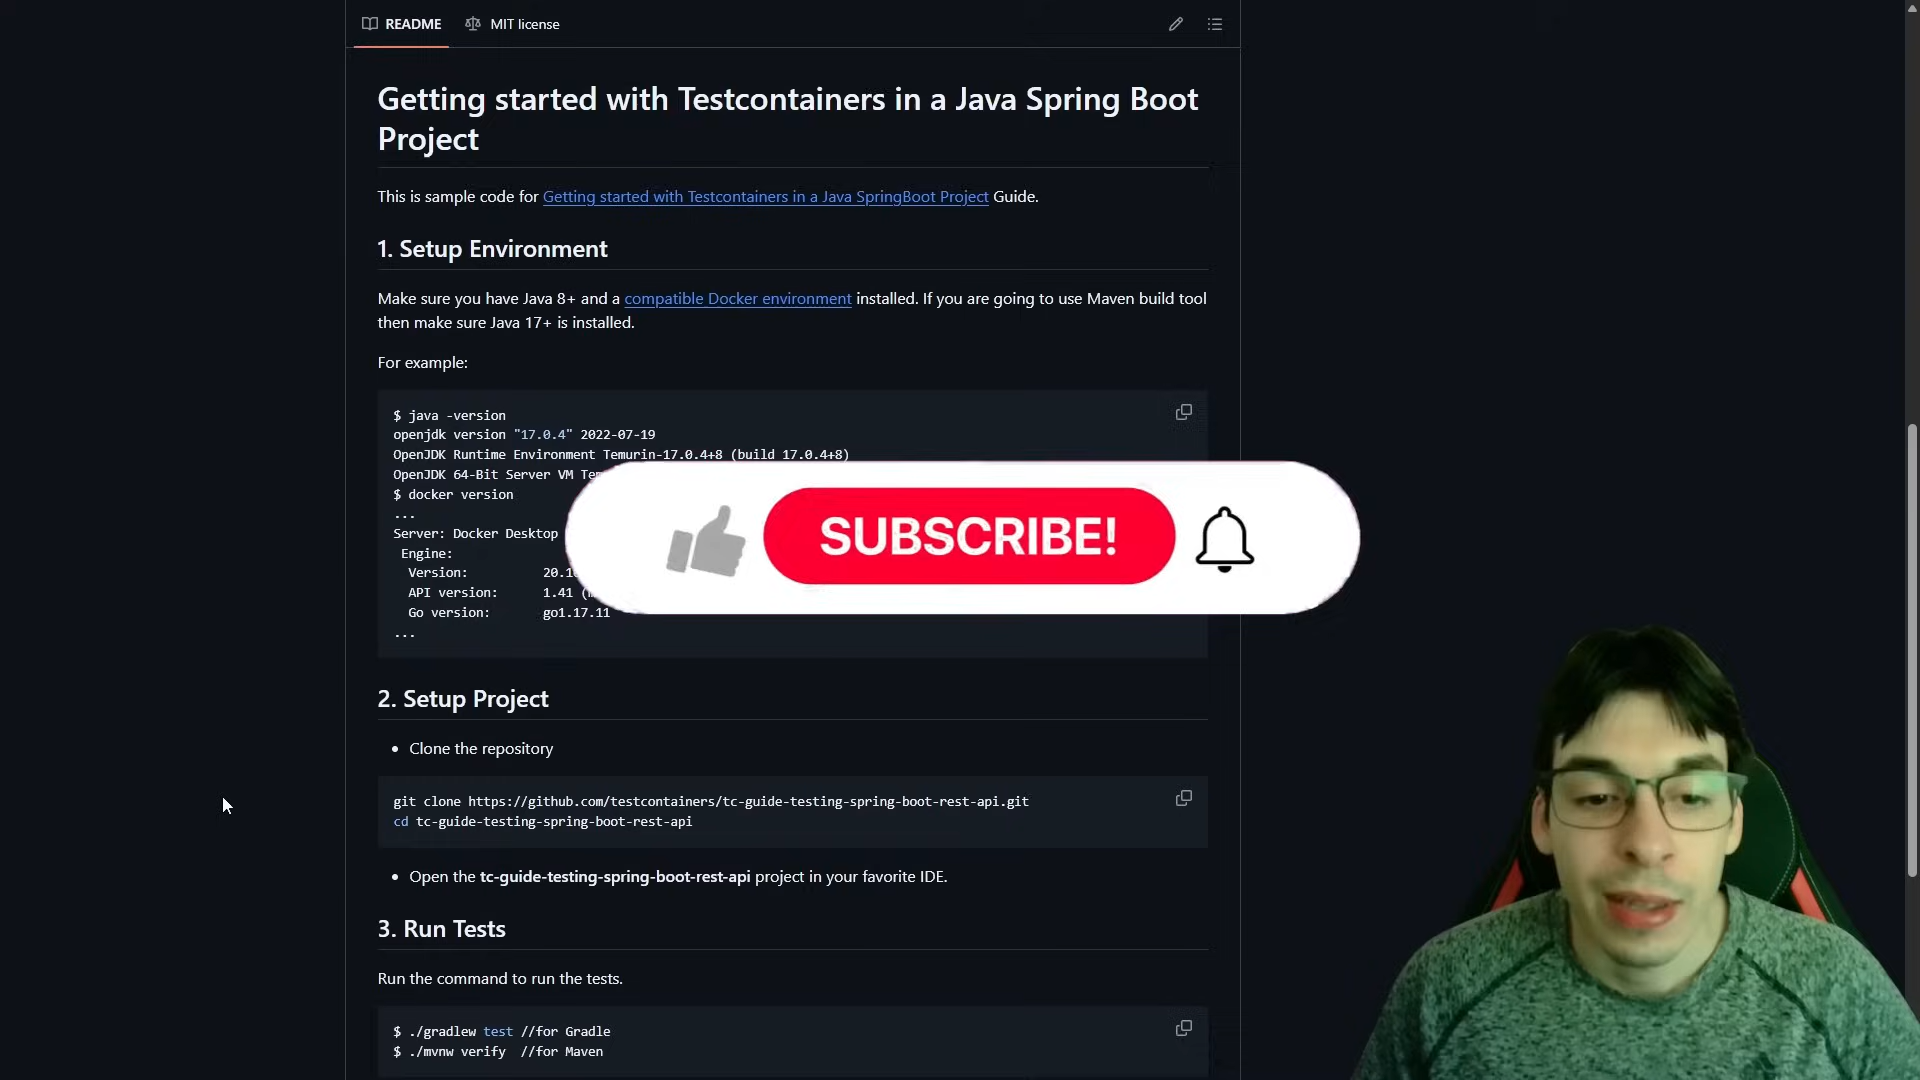 README
MIT license
Getting started with Testcontainers in a Java Spring Boot
Project
This is sample code for Getting started with Testcontainers in a Java SpringBoot Project Guide.
1. Setup Environment
Make sure you have Java 8+ and a compatible Docker environment installed. If you are going to use Maven build tool
then make sure Java 17+ is installed.
For example:
$ java -version
openjdk version "17.0.4" 2022-07-19
OpenJDK Runtime Environment Temurin-17.0.4+8 (build 17.0.4+8)
OpenJDK 64-Bit Server VM
$ docker version
...
Server: Docker Desktop
Engine:
Version:
API version: 1.41
Go version: go1.17.11
...
SUBSCRIBE!
2. Setup Project
• Clone the repository
git clone https://github.com/testcontainers/tc-guide-testing-spring-boot-rest-api.git
cd tc-guide-testing-spring-boot-rest-api
• Open the tc-guide-testing-spring-boot-rest-api project in your favorite IDE.
3. Run Tests
Run the command to run the tests.
$ ./gradlew test //for Gradle
$ ./mvnw verify //for Maven